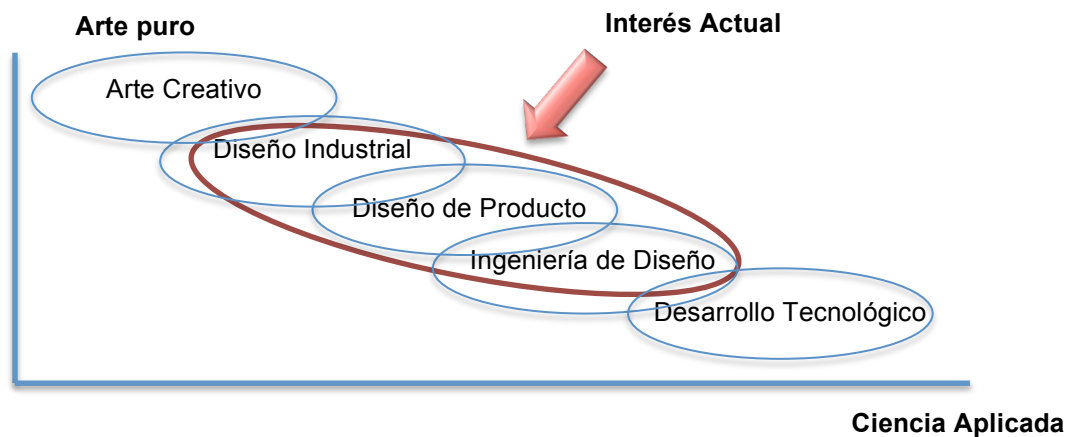 Arte puro
Interés Actual
Arte Creativo
Diseño Industrial
Diseño de Producto
Ingeniería de Diseño
Desarrollo Tecnológico
Ciencia Aplicada